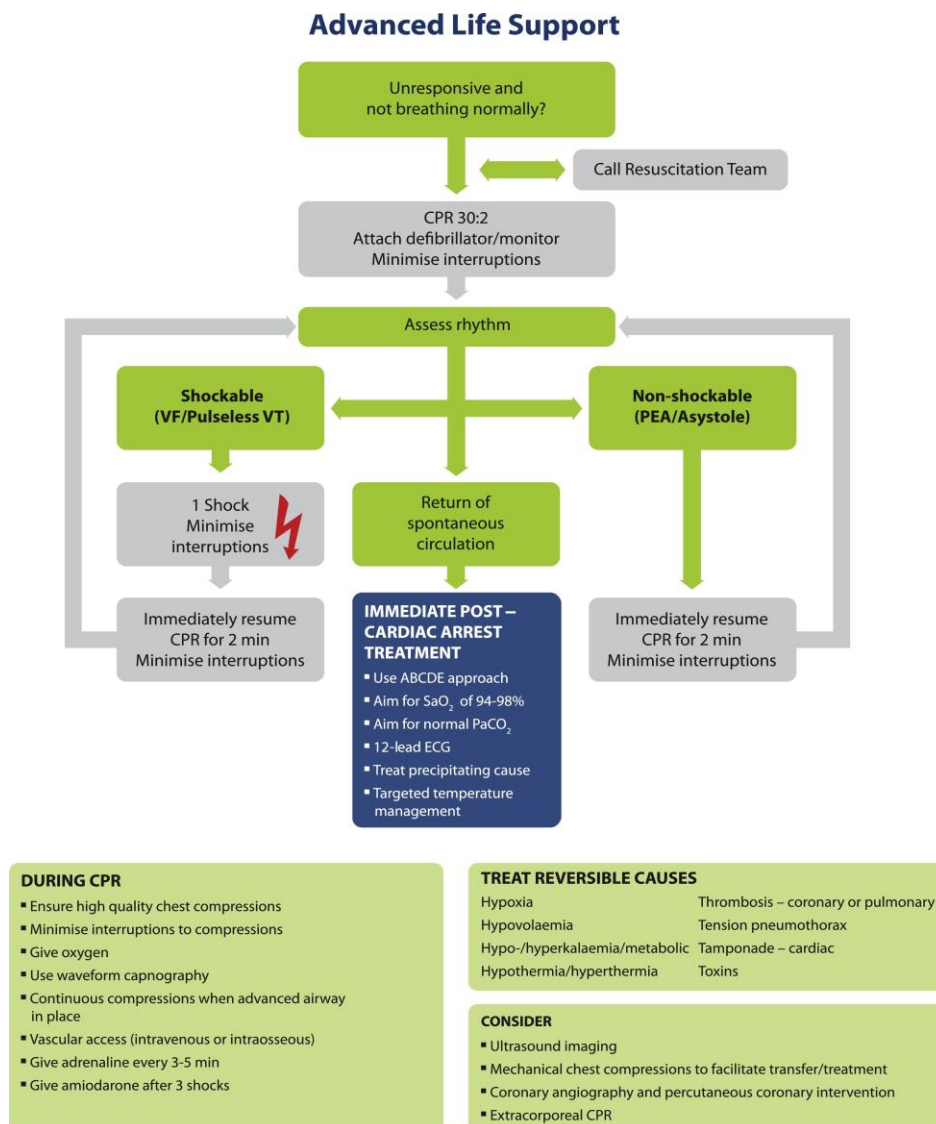 Advanced Life Support
Unresponsive and
not breathing normally?
Call Resuscitation Team
CPR 30:2
Attach defibrillator/monitor
Minimise interruptions
Assess rhythm
Shockable
(VF/Pulseless VT)
Non-shockable
(PEA/Asystole)
1 Shock
Minimise
interruptions
Return of
spontaneous
circulation
Immediately resume
CPR for 2 min
Minimise interruptions
IMMEDIATE POST –
CARDIAC ARREST
TREATMENT
▪ Use ABCDE approach
▪ Aim for SaO₂ of 94-98%
▪ Aim for normal PaCO₂
▪ 12-lead ECG
▪ Treat precipitating cause
▪ Targeted temperature
management
Immediately resume
CPR for 2 min
Minimise interruptions
DURING CPR
▪ Ensure high quality chest compressions
▪ Minimise interruptions to compressions
▪ Give oxygen
▪ Use waveform capnography
▪ Continuous compressions when advanced airway
in place
▪ Vascular access (intravenous or intraosseous)
▪ Give adrenaline every 3-5 min
▪ Give amiodarone after 3 shocks
TREAT REVERSIBLE CAUSES
Hypoxia Thrombosis – coronary or pulmonary
Hypovolaemia Tension pneumothorax
Hypo-/hyperkalaemia/metabolic Tamponade – cardiac
Hypothermia/hyperthermia Toxins
CONSIDER
▪ Ultrasound imaging
▪ Mechanical chest compressions to facilitate transfer/treatment
▪ Coronary angiography and percutaneous coronary intervention
▪ Extracorporeal CPR